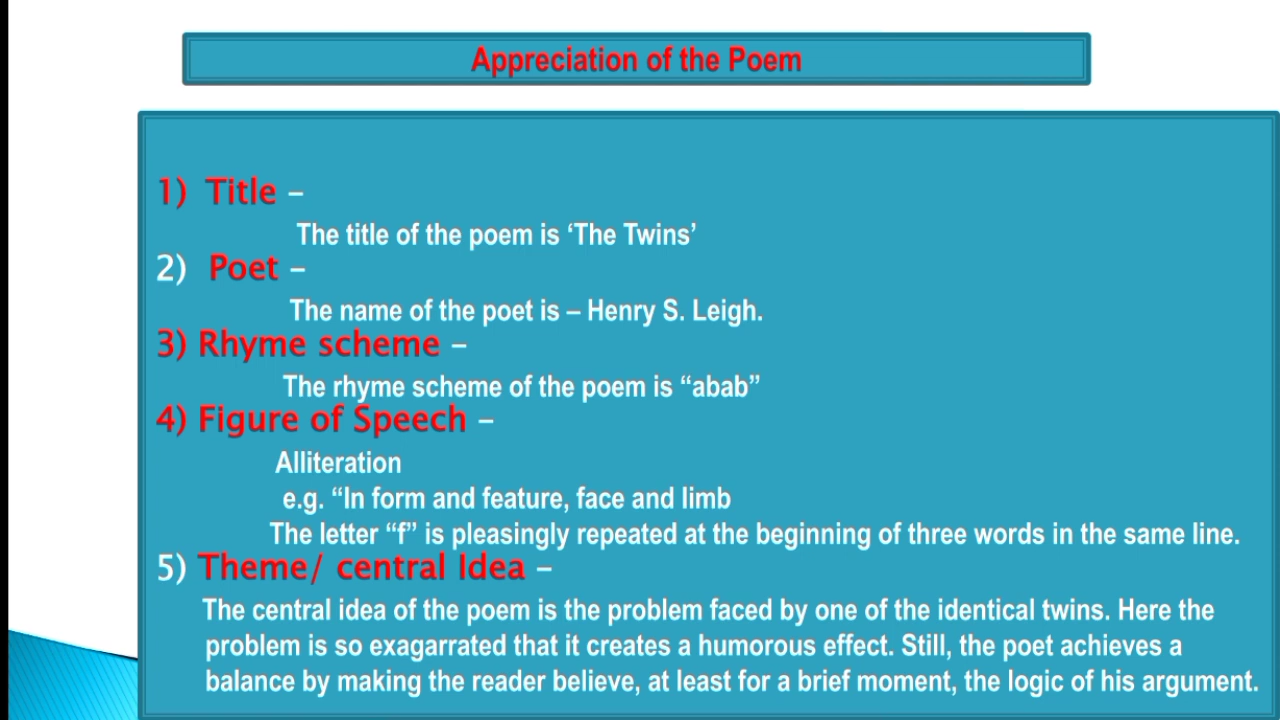 Appreciation of the Poem
1) Title –
The title of the poem is ‘The Twins’
2) Poet –
The name of the poet is – Henry S. Leigh.
3) Rhyme scheme –
The rhyme scheme of the poem is “abab”
4) Figure of Speech –
Alliteration
e.g. “In form and feature, face and limb
The letter “f” is pleasingly repeated at the beginning of three words in the same line.
5) Theme/ central Idea –
The central idea of the poem is the problem faced by one of the identical twins. Here the
problem is so exagarrated that it creates a humorous effect. Still, the poet achieves a
balance by making the reader believe, at least for a brief moment, the logic of his argument.